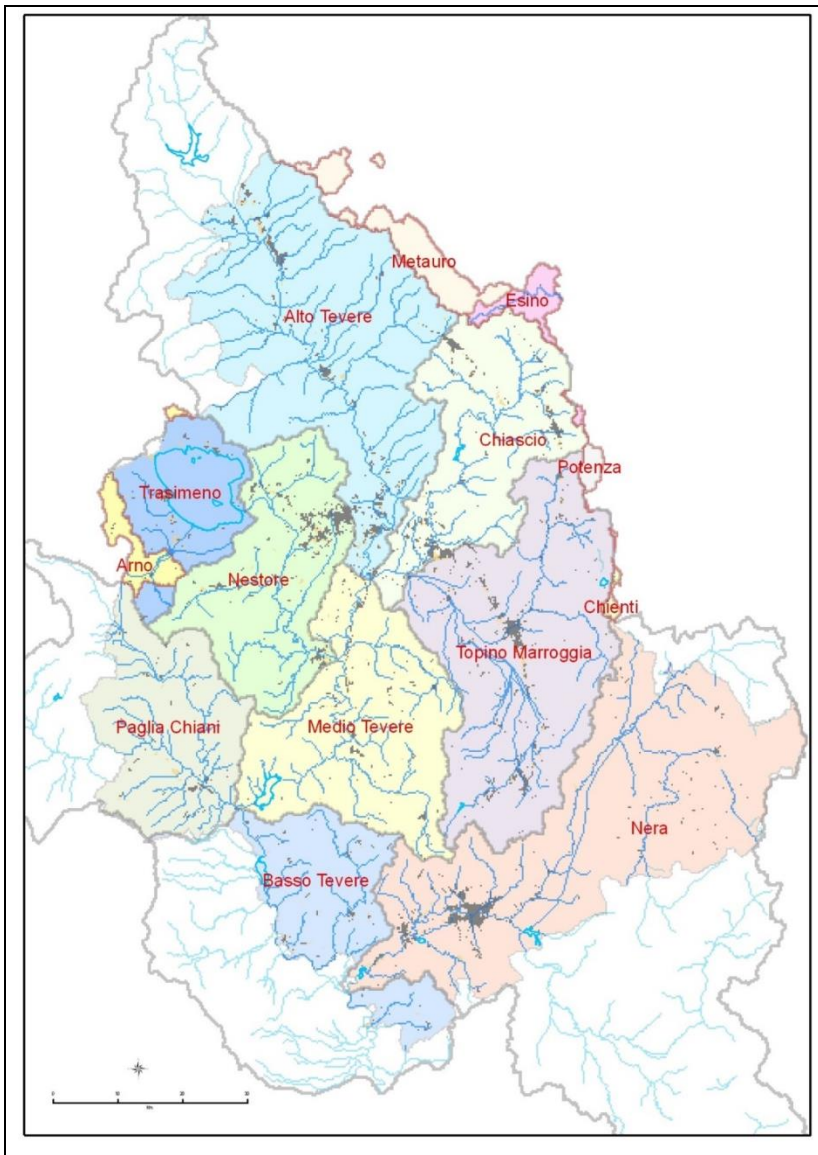 Metauro
Esino
Alto Tevere
Chiascio
Potenza
Trasimeno
Arno
Nestore
Chienti
Topino Marroggia
Paglia Chiani
Medio Tevere
Nera
Basso Tevere